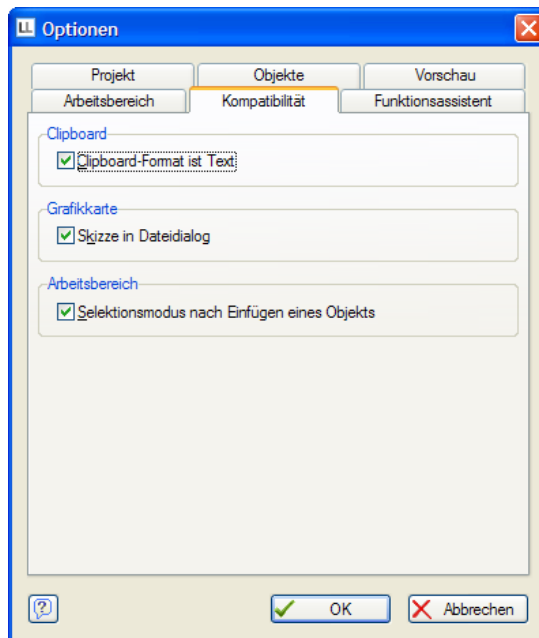 LL Optionen
Projekt Objekte Vorschau
Arbeitsbereich Kompatibilität Funktionsassistent
Clipboard
Clipboard-Format ist Text
Grafikkarte
Skizze in Dateidialog
Arbeitsbereich
Selektionsmodus nach Einfügen eines Objekts
? OK Abbrechen